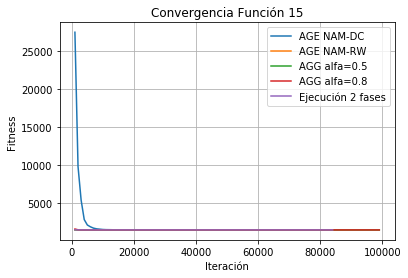 Convergencia Función 15
AGE NAM-DC
AGE NAM-RW
AGG alfa=0.5
AGG alfa=0.8
Ejecución 2 fases
Fitness
25000
20000
15000
10000
5000
0
20000
40000
60000
80000
100000
Iteración